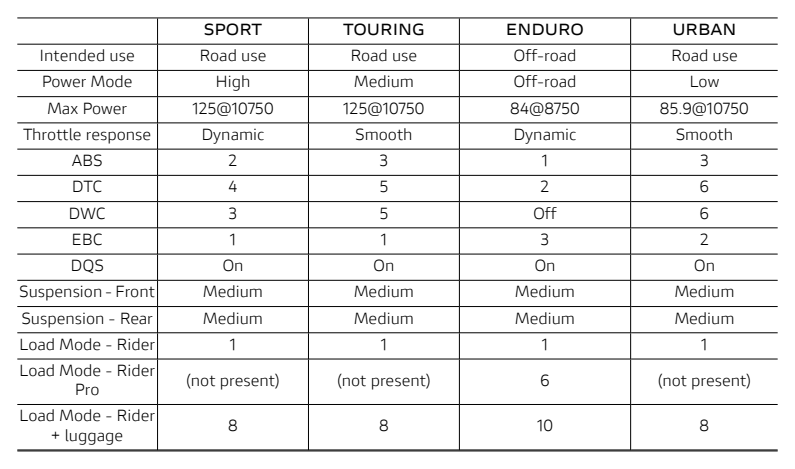 SPORT TOURING ENDURO URBAN
Intended use Road use Road use Off-road Road use
Power Mode High Medium Off-road Low
Max Power 125@10750 125@10750 84@8750 85.9@10750
Throttle response Dynamic Smooth Dynamic Smooth
ABS 2 3 1 3
DTC 4 5 2 6
DWC 3 5 Off 6
EBC 1 1 3 2
DQS On On On On
Suspension - Front Medium Medium Medium Medium
Suspension - Rear Medium Medium Medium Medium
Load Mode - Rider 1 1 1 1
Load Mode - Rider
Pro (not present) (not present) 6 (not present)
Load Mode - Rider
+ luggage 8 8 10 8